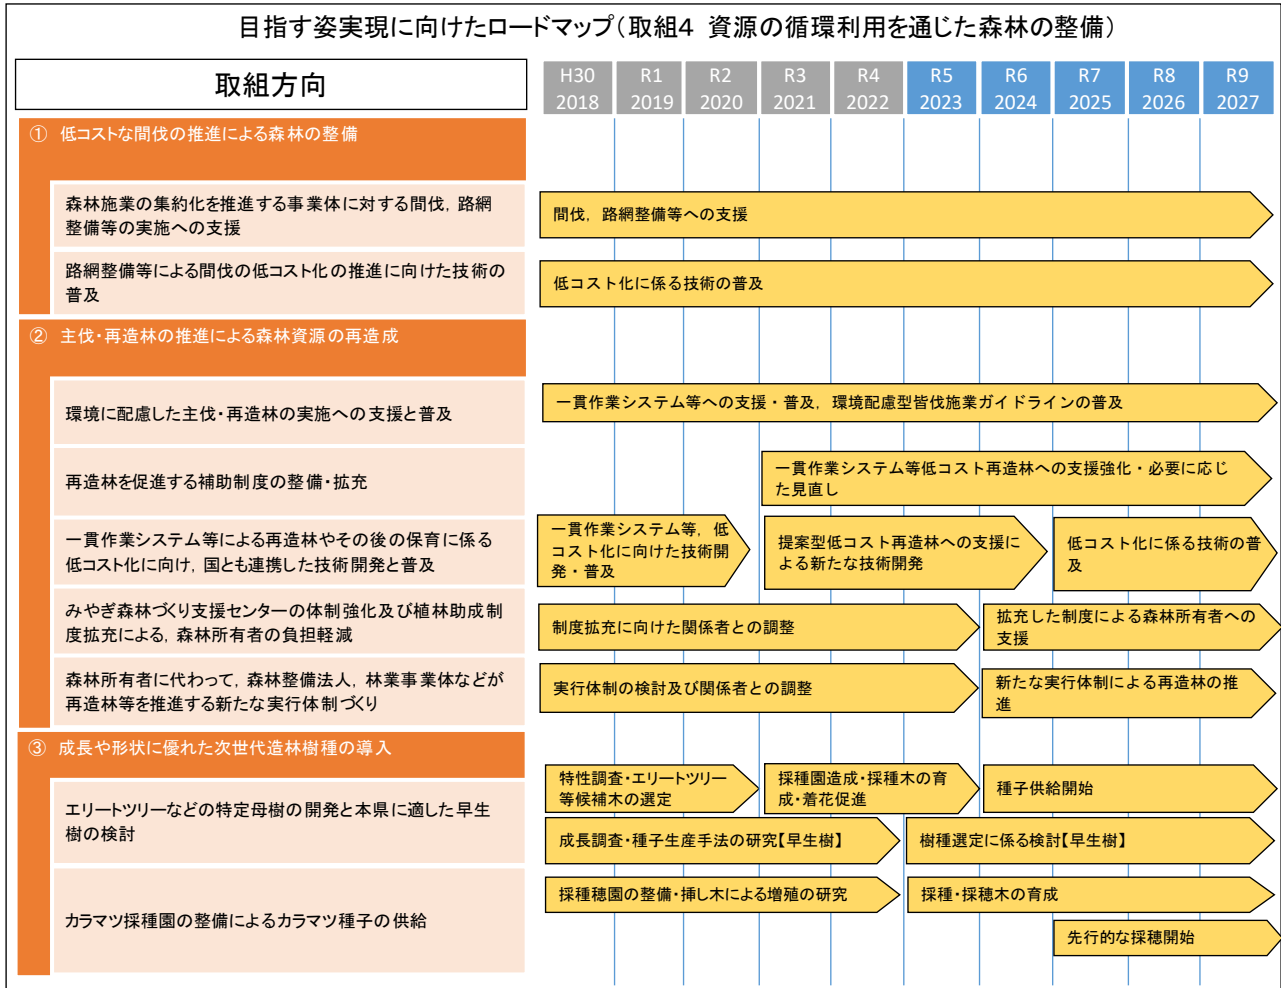 目指す姿実現に向けたロードマップ（取組4 資源の循環利用を通じた森林の整備）
取組方向
H30 R1 R2 R3 R4 R5 R6 R7 R8 R9
2018 2019 2020 2021 2022 2023 2024 2025 2026 2027
① 低コストな間伐の推進による森林の整備
森林施業の集約化を推進する事業体に対する間伐，路網
整備等の実施への支援
間伐，路網整備等への支援
路網整備等による間伐の低コスト化の推進に向けた技術の
普及
低コスト化に係る技術の普及
② 主伐・再造林の推進による森林資源の再造成
環境に配慮した主伐・再造林の実施への支援と普及
一貫作業システム等への支援・普及，環境配慮型皆伐施業ガイドラインの普及
再造林を促進する補助制度の整備・拡充
一貫作業システム等低コスト再造林への支援強化・必要に応じ
た見直し
一貫作業システム等による再造林やその後の保育に係る
低コスト化に向け，国とも連携した技術開発と普及
一貫作業システム等，低
コスト化に向けた技術開
発・普及
提案型低コスト再造林への支援に
よる新たな技術開発
低コスト化に係る技術の普
及
みやぎ森林づくり支援センターの体制強化及び植林助成制
度拡充による，森林所有者の負担軽減
制度拡充に向けた関係者との調整
拡充した制度による森林所有者への
支援
森林所有者に代わって，森林整備法人，林業事業体などが
再造林等を推進する新たな実行体制づくり
実行体制の検討及び関係者との調整
新たな実行体制による再造林の推
進
③ 成長や形状に優れた次世代造林樹種の導入
エリートツリーなどの特定母樹の開発と本県に適した早生
樹の検討
特性調査・エリートツリー
等候補木の選定
採種園造成・採種木の育
成・着花促進
種子供給開始
成長調査・種子生産手法の研究【早生樹】
樹種選定に係る検討【早生樹】
カラマツ採種園の整備によるカラマツ種子の供給
採種穂園の整備・挿し木による増殖の研究
採種・採穂木の育成
先行的な採穂開始